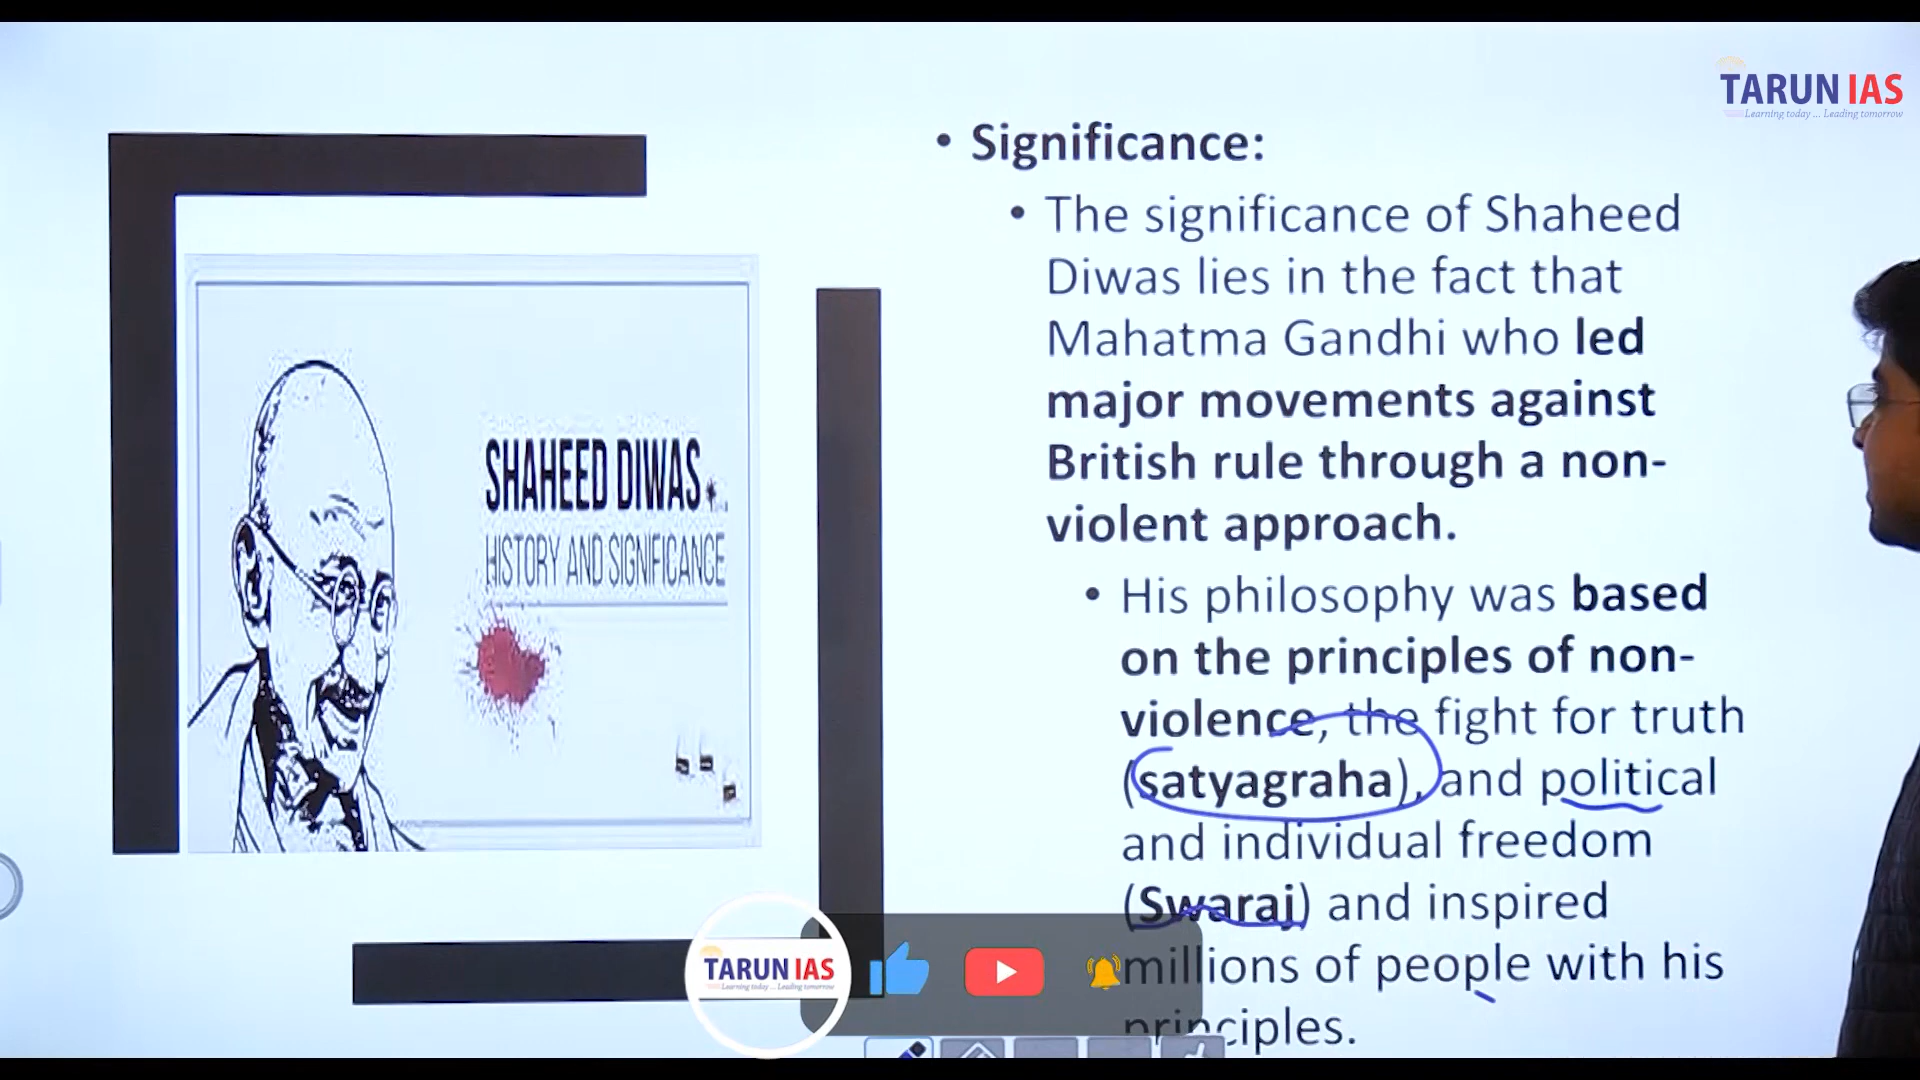 TARUN IAS
Learning today ... Leading tomorrow
• Significance:
• The significance of Shaheed
Diwas lies in the fact that
Mahatma Gandhi who led
major movements against
British rule through a non-
violent approach.
• His philosophy was based
on the principles of non-
violence, the fight for truth
(satyagraha), and political
and individual freedom
(Swaraj) and inspired
millions of people with his
principles.
SHAHEED DIWAS
HISTORY AND SIGNIFICANCE
TARUN IAS
Learning today ... Leading tomorrow